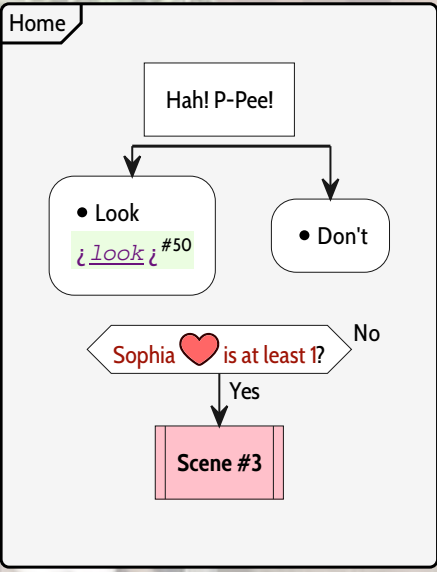 Home
Hah! P-Pee!
• Look
¿look¿#50
• Don't
Sophia ❤ is at least 1?
No
Yes
Scene #3